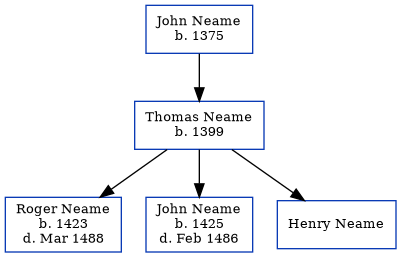 John Neame
b. 1375
Thomas Neame
b. 1399
Roger Neame
b. 1423
d. Mar 1488
John Neame
b. 1425
d. Feb 1486
Henry Neame